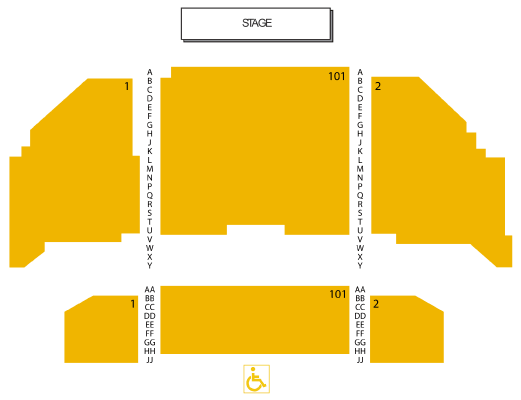 STAGE
1 A 101 A 2
B B
C C
D D
E E
F F
G G
H H
J J
K K
L L
M M
N N
P P
Q Q
R R
S S
T T
U U
V V
W W
X X
Y Y
1 AA 101 AA 2
BB BB
CC CC
DD DD
EE EE
FF FF
GG GG
HH HH
JJ JJ